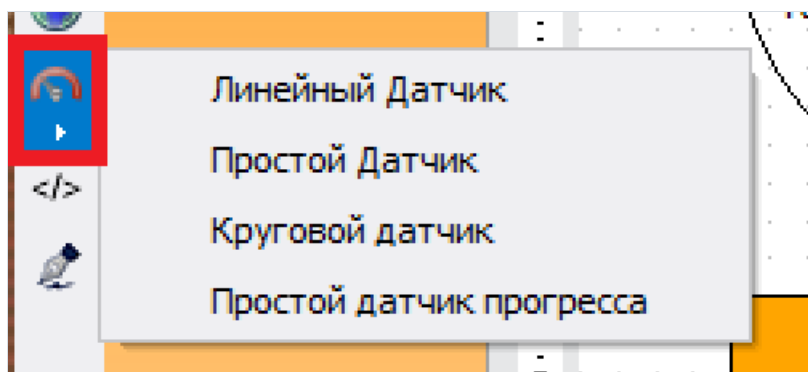 Линейный Датчик
Простой Датчик
</>
Круговой датчик
Простой датчик прогресса